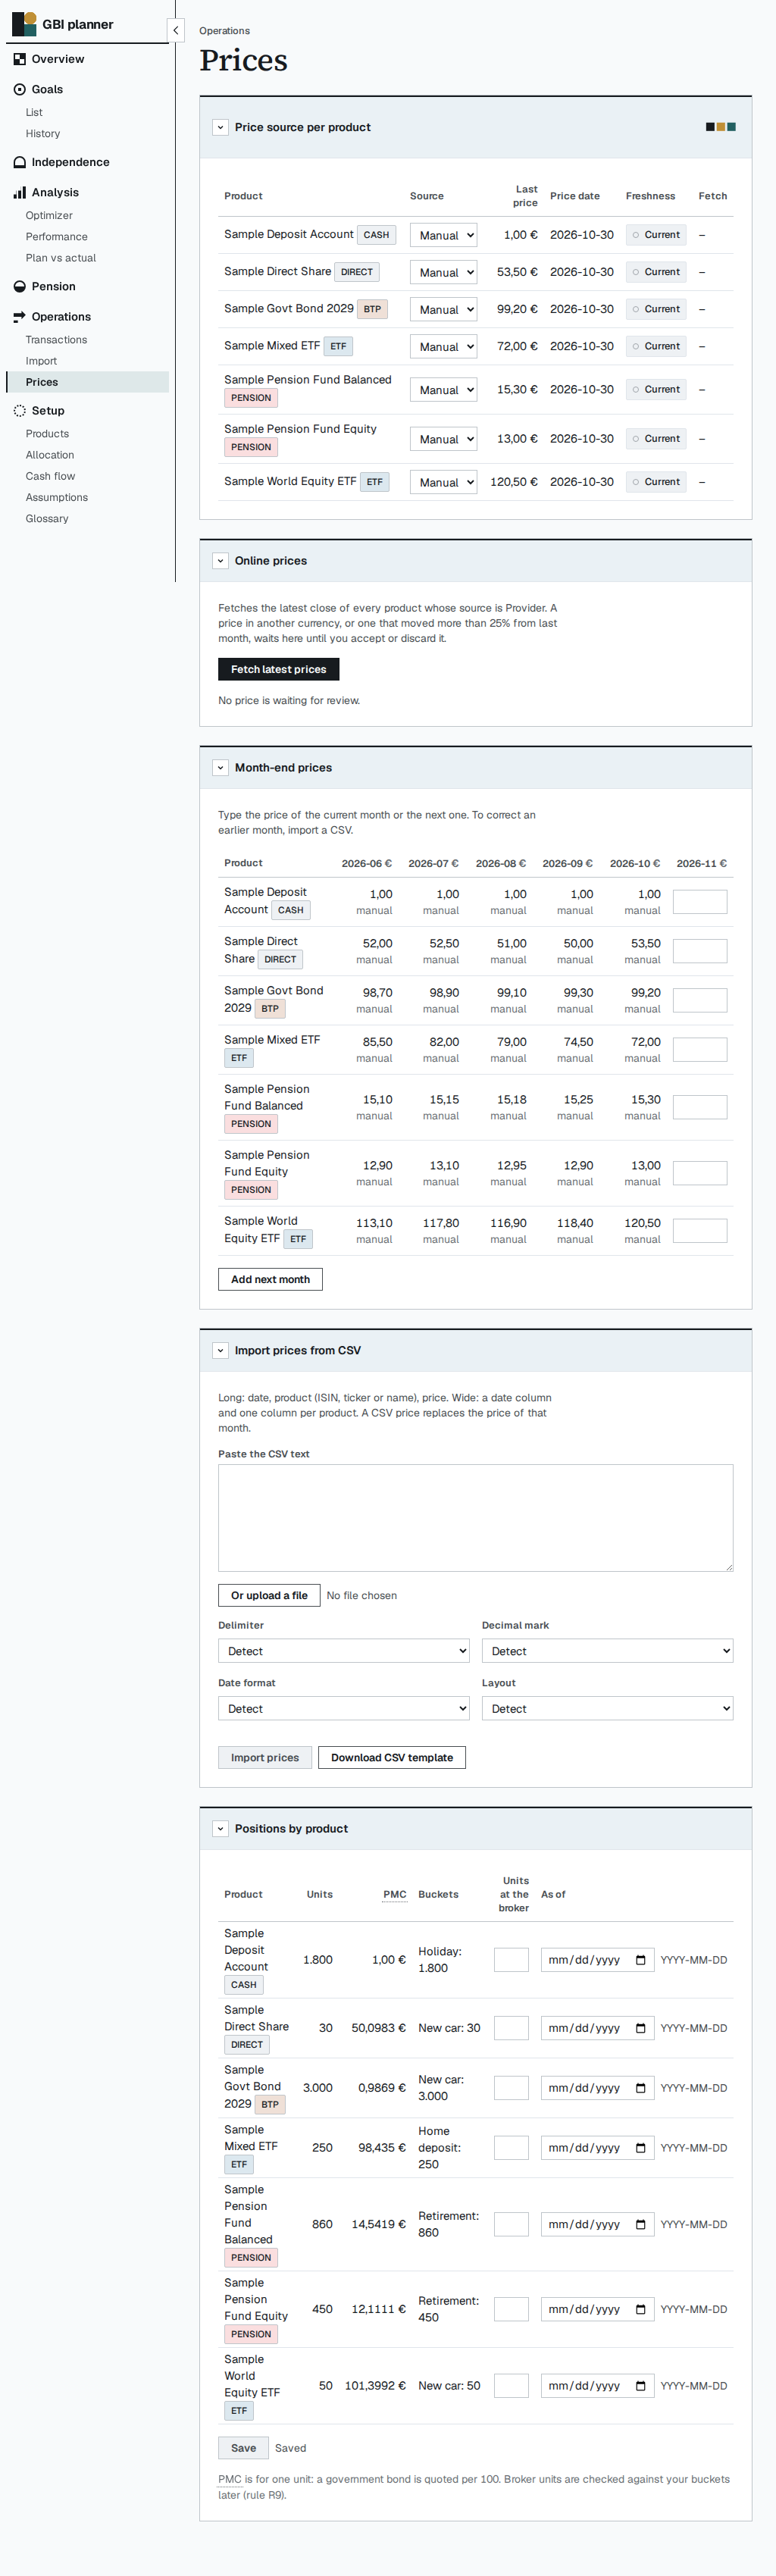 GBI planner
Overview
Goals
List
History
Independence
Analysis
Optimizer
Performance
Plan vs actual
Pension
Operations
Transactions
Import
Prices
Setup
Products
Allocation
Cash flow
Assumptions
Glossary
Operations
Prices
Price source per product
Product Source Last price Price date Freshness Fetch
Sample Deposit Account CASH Manual 1,00 € 2026-10-30 Current –
Sample Direct Share DIRECT Manual 53,50 € 2026-10-30 Current –
Sample Govt Bond 2029 BTP Manual 99,20 € 2026-10-30 Current –
Sample Mixed ETF ETF Manual 72,00 € 2026-10-30 Current –
Sample Pension Fund Balanced PENSION Manual 15,30 € 2026-10-30 Current –
Sample Pension Fund Equity PENSION Manual 13,00 € 2026-10-30 Current –
Sample World Equity ETF ETF Manual 120,50 € 2026-10-30 Current –
Online prices
Fetches the latest close of every product whose source is Provider. A
price in another currency, or one that moved more than 25% from last
month, waits here until you accept or discard it.
Fetch latest prices
No price is waiting for review.
Month-end prices
Type the price of the current month or the next one. To correct an
earlier month, import a CSV.
Product 2026-06 € 2026-07 € 2026-08 € 2026-09 € 2026-10 € 2026-11 €
Sample Deposit 1,00 1,00 1,00 1,00 1,00
Account CASH manual manual manual manual manual
Sample Direct 52,00 52,50 51,00 50,00 53,50
Share DIRECT manual manual manual manual manual
Sample Govt Bond 98,70 98,90 99,10 99,30 99,20
2029 BTP manual manual manual manual manual
Sample Mixed ETF 85,50 82,00 79,00 74,50 72,00
ETF manual manual manual manual manual
Sample Pension
Fund Balanced 15,10 15,15 15,18 15,25 15,30
PENSION manual manual manual manual manual
Sample Pension
Fund Equity 12,90 13,10 12,95 12,90 13,00
PENSION manual manual manual manual manual
Sample World 113,10 117,80 116,90 118,40 120,50
Equity ETF ETF manual manual manual manual manual
Add next month
Import prices from CSV
Long: date, product (ISIN, ticker or name), price. Wide: a date column
and one column per product. A CSV price replaces the price of that
month.
Paste the CSV text
Or upload a file No file chosen
Delimiter Decimal mark
Detect Detect
Date format Layout
Detect Detect
Import prices Download CSV template
Positions by product
Product Units PMC Buckets Units at the broker As of
Sample Deposit Account CASH 1.800 1,00 € Holiday: 1.800 mm/dd/yyyy YYYY-MM-DD
Sample Direct Share DIRECT 30 50,0983 € New car: 30 mm/dd/yyyy YYYY-MM-DD
Sample Govt Bond 2029 BTP 3.000 0,9869 € New car: 3.000 mm/dd/yyyy YYYY-MM-DD
Sample Mixed ETF ETF 250 98,435 € Home deposit: 250 mm/dd/yyyy YYYY-MM-DD
Sample Pension Fund Balanced PENSION 860 14,5419 € Retirement: 860 mm/dd/yyyy YYYY-MM-DD
Sample Pension Fund Equity PENSION 450 12,1111 € Retirement: 450 mm/dd/yyyy YYYY-MM-DD
Sample World Equity ETF ETF 50 101,3992 € New car: 50 mm/dd/yyyy YYYY-MM-DD
Save Saved
PMC is for one unit: a government bond is quoted per 100. Broker units are checked against your buckets
later (rule R9).